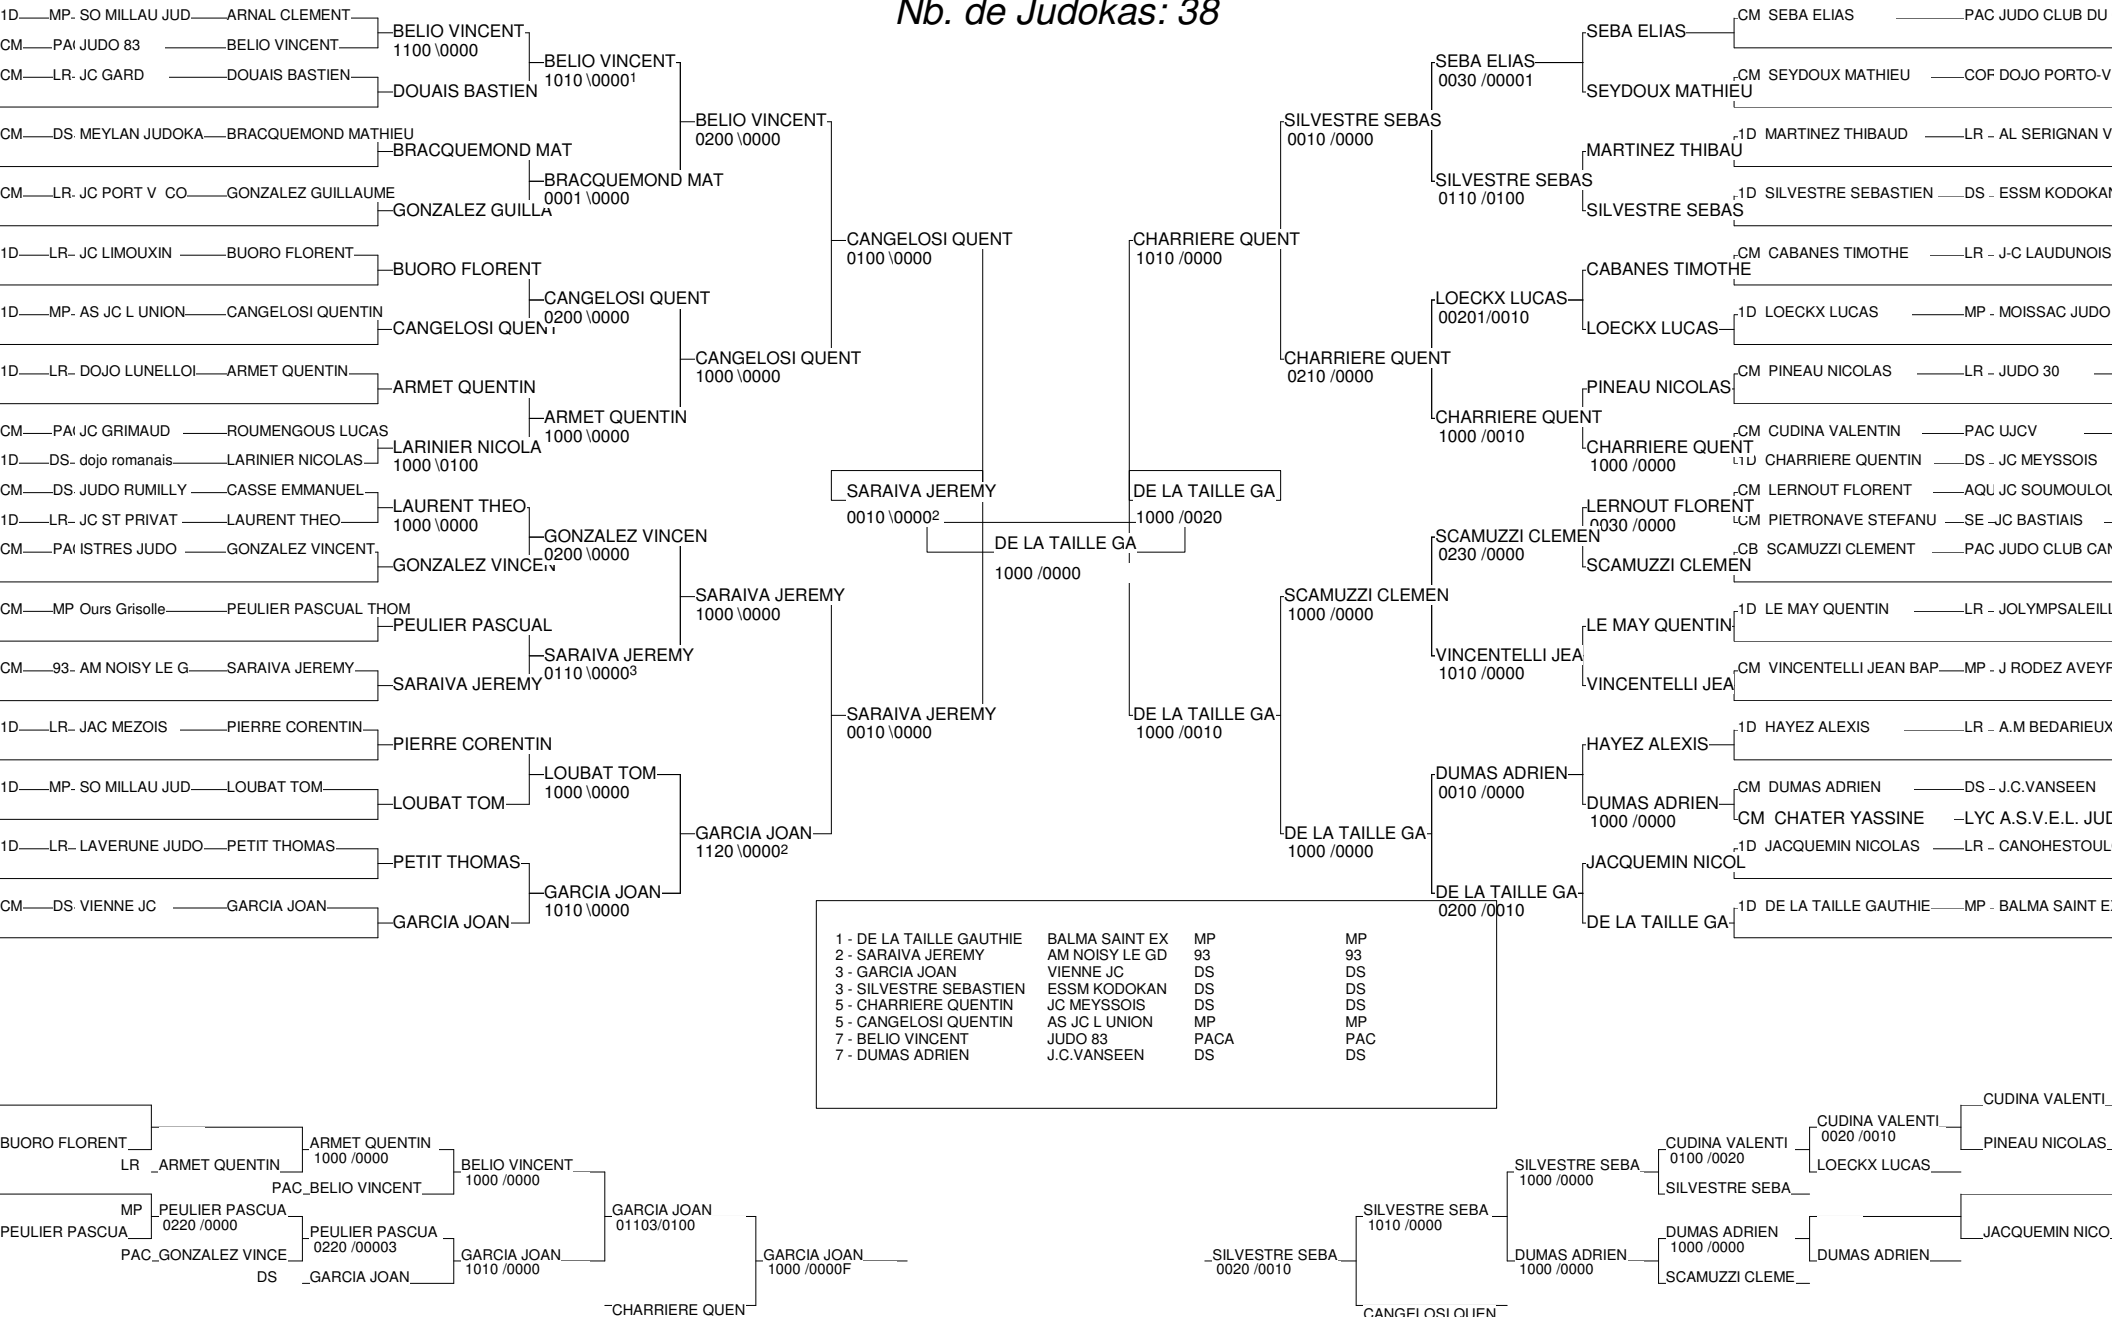 Nb. de Judokas: 38
1D MP- SO MILLAU JUD ARNAL CLEMENT
CM PA( JUDO 83 BELIO VINCENT
CM LR- JC GARD DOUAIS BASTIEN
CM DS- MEYLAN JUDOKA BRACQUEMOND MATHIEU
CM LR- JC PORT V CO GONZALEZ GUILLAUME
1D LR- JC LIMOUXIN BUORO FLORENT
1D MP- AS JC L UNION CANGELOSI QUENTIN
1D LR- DOJO LUNELLOI ARMET QUENTIN
CM PA( JC GRIMAUD ROUMENGOUS LUCAS
1D DS- dojo romanais LARINIER NICOLAS
CM DS- JUDO RUMILLY CASSE EMMANUEL
1D LR- JC ST PRIVAT LAURENT THEO
CM PA( ISTRES JUDO GONZALEZ VINCENT
CM MP Ours Grisolle PEULIER PASCUAL THOM
CM 93- AM NOISY LE G SARAIVA JEREMY
1D LR- JAC MEZOIS PIERRE CORENTIN
1D MP- SO MILLAU JUD LOUBAT TOM
1D LR- LAVERUNE JUDO PETIT THOMAS
CM DS- VIENNE JC GARCIA JOAN
BELIO VINCENT
1100 \0000
DOUAIS BASTIEN
BRACQUEMOND MAT
GONZALEZ GUILLA
BUORO FLORENT
CANGELOSI QUENT
ARMET QUENTIN
LARINIER NICOLA
1000 \0100
LAURENT THEO
1000 \0000
GONZALEZ VINCEN
PEULIER PASCUAL
SARAIVA JEREMY
PIERRE CORENTIN
LOUBAT TOM
PETIT THOMAS
GARCIA JOAN
BELIO VINCENT
1010 \00001
BRACQUEMOND MAT
0001 \0000
CANGELOSI QUENT
0200 \0000
ARMET QUENTIN
1000 \0000
GONZALEZ VINCEN
0200 \0000
SARAIVA JEREMY
0110 \00003
LOUBAT TOM
1000 \0000
GARCIA JOAN
1010 \0000
BELIO VINCENT
0200 \0000
CANGELOSI QUENT
1000 \0000
SARAIVA JEREMY
1000 \0000
GARCIA JOAN
1120 \00002
CANGELOSI QUENT
0100 \0000
SARAIVA JEREMY
0010 \0000
SARAIVA JEREMY
0010 \00002
DE LA TAILLE GA
1000 /0000
DE LA TAILLE GA
1000 /0020
CHARRIERE QUENT
1010 /0000
DE LA TAILLE GA
1000 /0010
SILVESTRE SEBAS
0010 /0000
CHARRIERE QUENT
0210 /0000
SCAMUZZI CLEMEN
1000 /0000
DE LA TAILLE GA
1000 /0000
SEBA ELIAS
0030 /00001
SILVESTRE SEBAS
0110 /0100
LOECKX LUCAS
00201/0010
CHARRIERE QUENT
1000 /0010
SCAMUZZI CLEMEN
0230 /0000
VINCENTELLI JEA
1010 /0000
DUMAS ADRIEN
0010 /0000
DE LA TAILLE GA
0200 /0010
SEBA ELIAS
SEYDOUX MATHIEU
MARTINEZ THIBAU
SILVESTRE SEBAS
CABANES TIMOTHE
LOECKX LUCAS
PINEAU NICOLAS
CHARRIERE QUENT
1000 /0000
LERNOUT FLORENT
0030 /0000
SCAMUZZI CLEMEN
LE MAY QUENTIN
VINCENTELLI JEA
HAYEZ ALEXIS
DUMAS ADRIEN
1000 /0000
JACQUEMIN NICOL
DE LA TAILLE GA
CM SEBA ELIAS PAC JUDO CLUB DU
CM SEYDOUX MATHIEU COF DOJO PORTO-V
1D MARTINEZ THIBAUD LR - AL SERIGNAN V
1D SILVESTRE SEBASTIEN DS - ESSM KODOKAN
CM CABANES TIMOTHE LR - J-C LAUDUNOIS
1D LOECKX LUCAS MP - MOISSAC JUDO
CM PINEAU NICOLAS LR - JUDO 30
CM CUDINA VALENTIN PAC UJCV
1D CHARRIERE QUENTIN DS - JC MEYSSOIS
CM LERNOUT FLORENT AQU JC SOUMOULOU
CM PIETRONAVE STEFANU SE - JC BASTIAIS
CB SCAMUZZI CLEMENT PAC JUDO CLUB CAN
1D LE MAY QUENTIN LR - JOLYMPSALEILL
CM VINCENTELLI JEAN BAP MP - J RODEZ AVEYR
1D HAYEZ ALEXIS LR - A.M BEDARIEUX
CM DUMAS ADRIEN DS - J.C.VANSEEN
CM CHATER YASSINE LYC A.S.V.E.L. JUD
1D JACQUEMIN NICOLAS LR - CANOHESTOUL
1D DE LA TAILLE GAUTHIE MP - BALMA SAINT E
1 - DE LA TAILLE GAUTHIE BALMA SAINT EX MP MP
2 - SARAIVA JEREMY AM NOISY LE GD 93 93
3 - GARCIA JOAN VIENNE JC DS DS
3 - SILVESTRE SEBASTIEN ESSM KODOKAN DS DS
5 - CHARRIERE QUENTIN JC MEYSSOIS DS DS
5 - CANGELOSI QUENTIN AS JC L UNION MP MP
7 - BELIO VINCENT JUDO 83 PACA PAC
7 - DUMAS ADRIEN J.C.VANSEEN DS DS
BUORO FLORENT
LR ARMET QUENTIN
MP PEULIER PASCUA
0220 /0000
PEULIER PASCUA
PAC GONZALEZ VINCE
ARMET QUENTIN
1000 /0000
PAC BELIO VINCENT
PEULIER PASCUA
0220 /00003
DS GARCIA JOAN
BELIO VINCENT
1000 /0000
GARCIA JOAN
1010 /0000
GARCIA JOAN
01103/0100
CHARRIERE QUEN
GARCIA JOAN
1000 /0000F
SILVESTRE SEBA
0020 /0010
SILVESTRE SEBA
1010 /0000
CANGELOSI QUEN
SILVESTRE SEBA
1000 /0000
DUMAS ADRIEN
1000 /0000
CUDINA VALENTI
0100 /0020
SILVESTRE SEBA
DUMAS ADRIEN
1000 /0000
SCAMUZZI CLEME
CUDINA VALENTI
0020 /0010
LOECKX LUCAS
DUMAS ADRIEN
CUDINA VALENTI
PINEAU NICOLAS
JACQUEMIN NICO